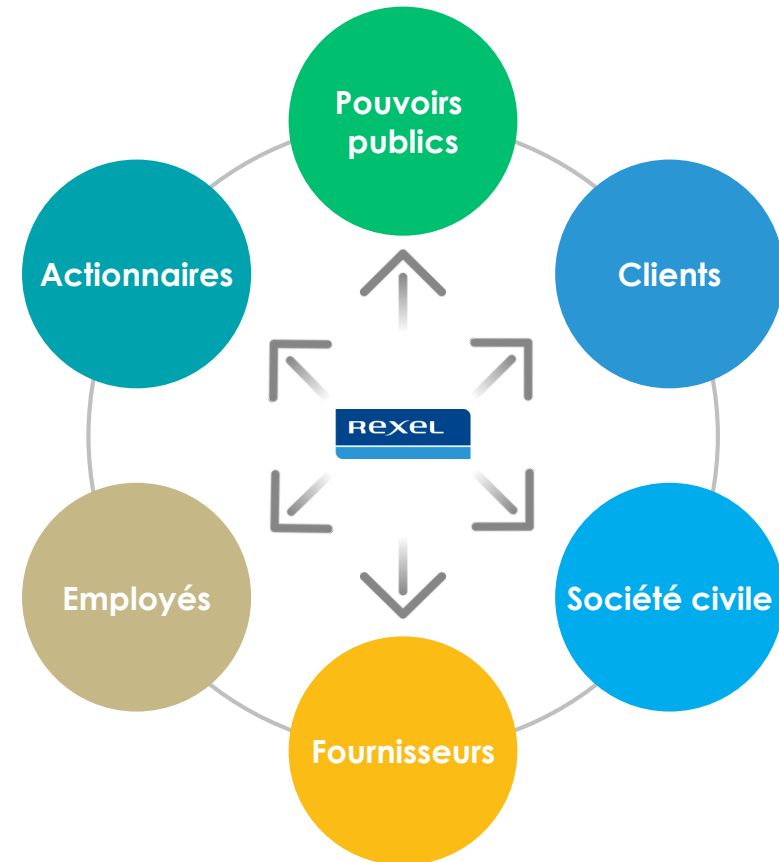 Pouvoirs
publics
Actionnaires
Clients
REXEL
Employés
Société civile
Fournisseurs